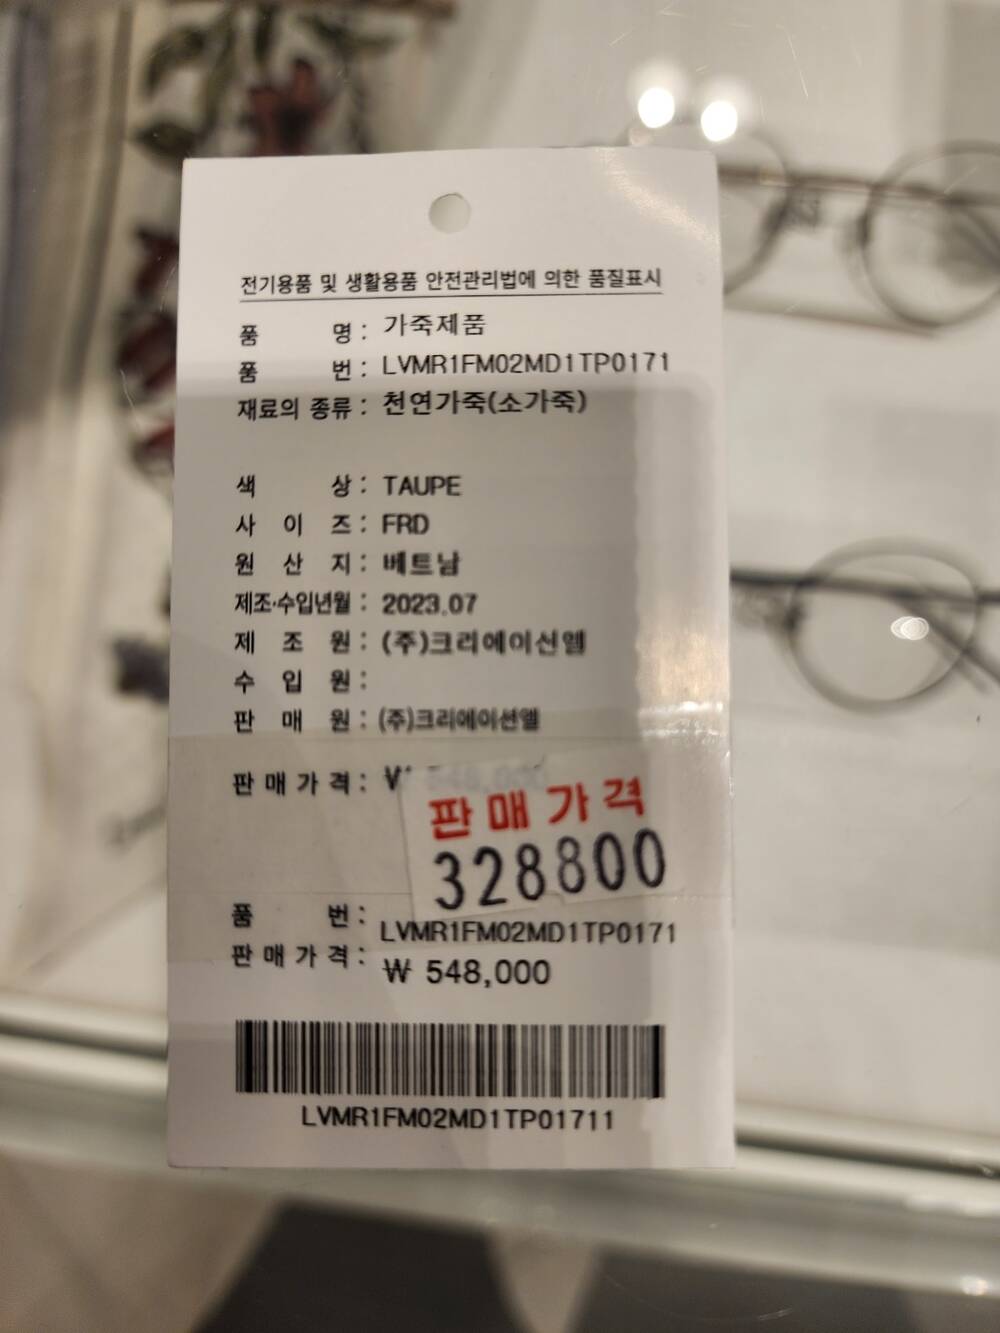 전기용품 및 생활용품 안전관리법에 의한 품질표시
품 명 : 가죽제품
품 번 : LVMR1FM02MD1TP0171
재료의 종류 : 천연가죽(소가죽)
색 상 : TAUPE
사 이 즈 : FRD
원 산 지 : 베트남
제조·수입년월 : 2023.07
제 조 원 : (주)크리에이션엘
수 입 원 :
판 매 원 : (주)크리에이션엘
판 매 가 격 : ₩ 548,000
판매가격
328800
품 번 : LVMR1FM02MD1TP0171
판 매 가 격 : ₩ 548,000
LVMR1FM02MD1TP01711